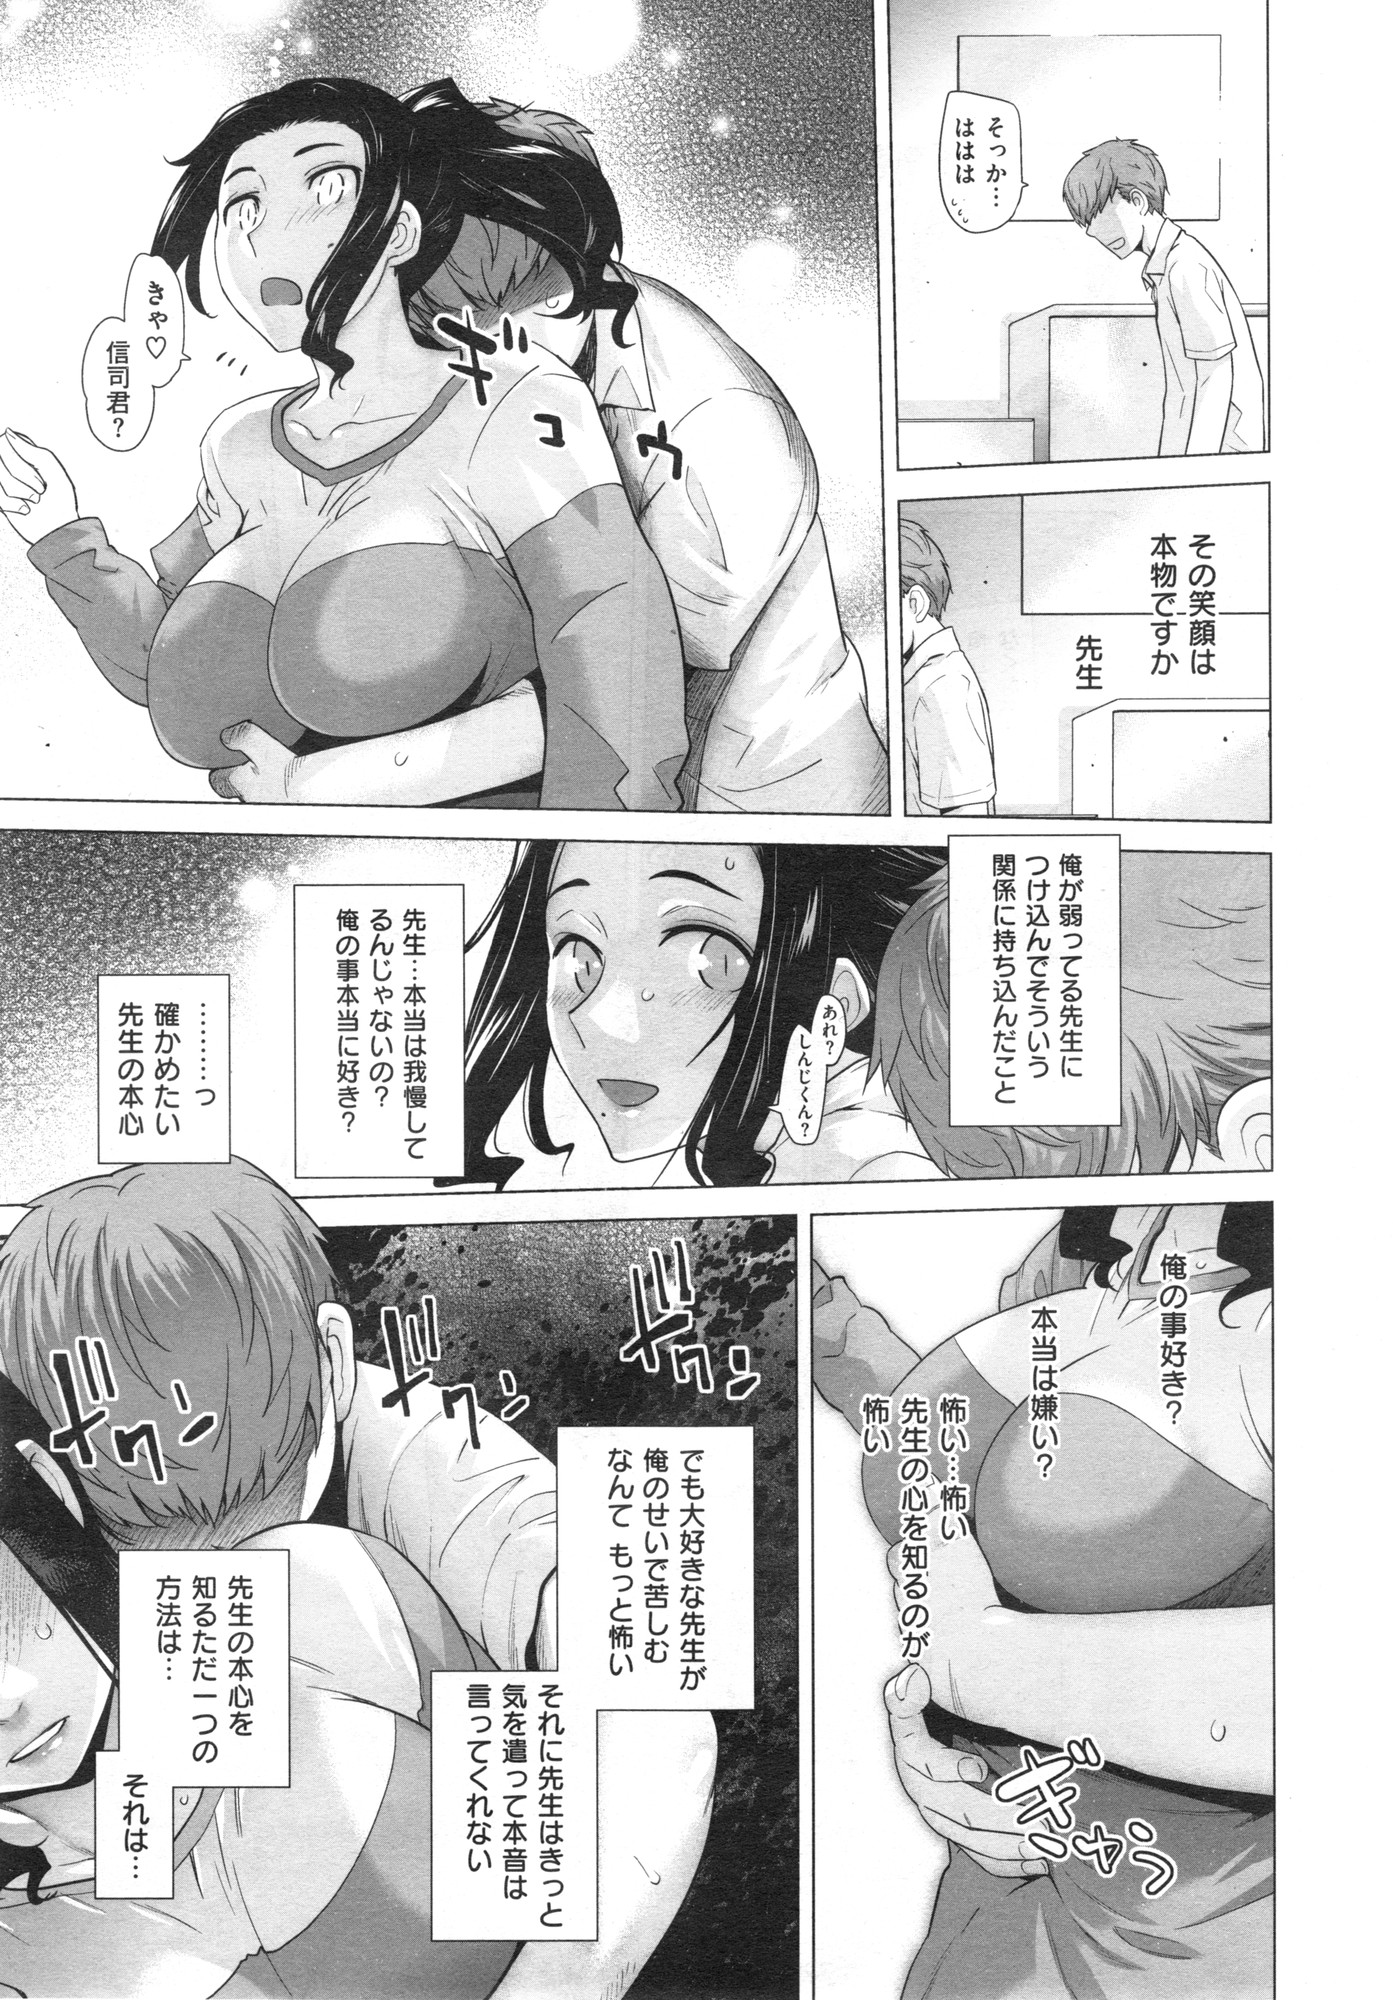 そっか…
ははは
その笑顔は
本物ですか
先生
ギ
ュ
ウ
きゃ♡
信司君?
俺が弱ってる先生に
つけ込んでそういう
関係に持ち込んだこと
あれ?
しんじくん?
先生…本当は我慢して
るんじゃないの?
俺の事本当に好き?
………っ
確かめたい
先生の本心
俺の事好き?
本当は嫌い?
怖い…怖い
先生の心を知るのが
怖い
ギュウ
ドクン
ドクン
ドクン
でも大好きな先生が
俺のせいで苦しむ
なんて もっと怖い
それに先生はきっと
気を遣って本音は
言ってくれない
先生の本心を
知るただ一つの
方法は…
それは…